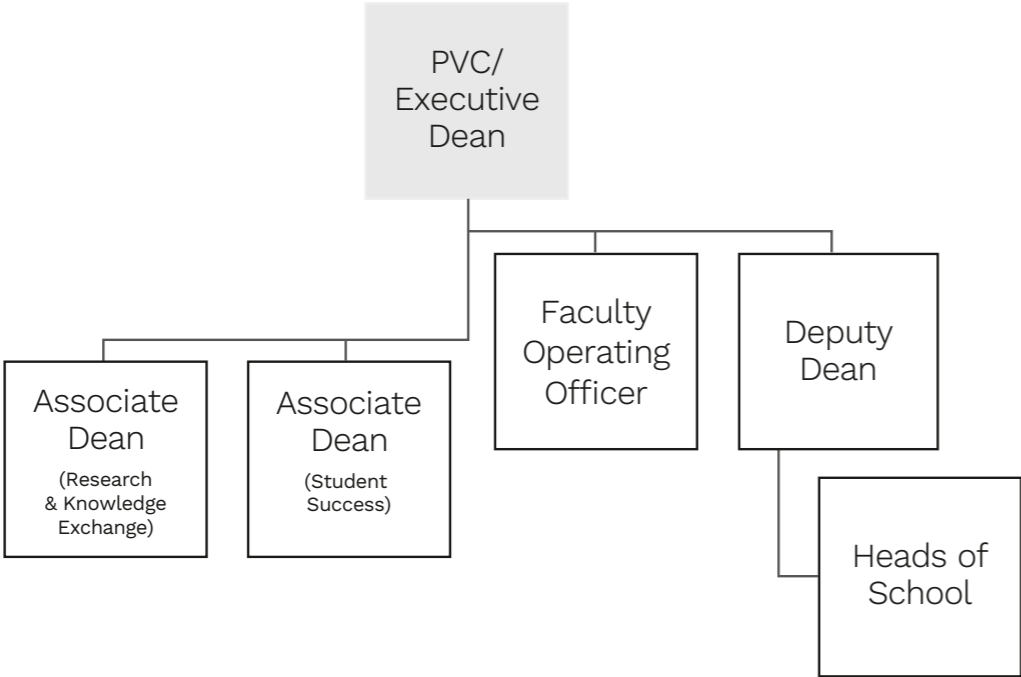 PVC/
Executive
Dean
Faculty
Operating
Officer
Deputy
Dean
Associate
Dean
(Research
& Knowledge
Exchange)
Associate
Dean
(Student
Success)
Heads of
School